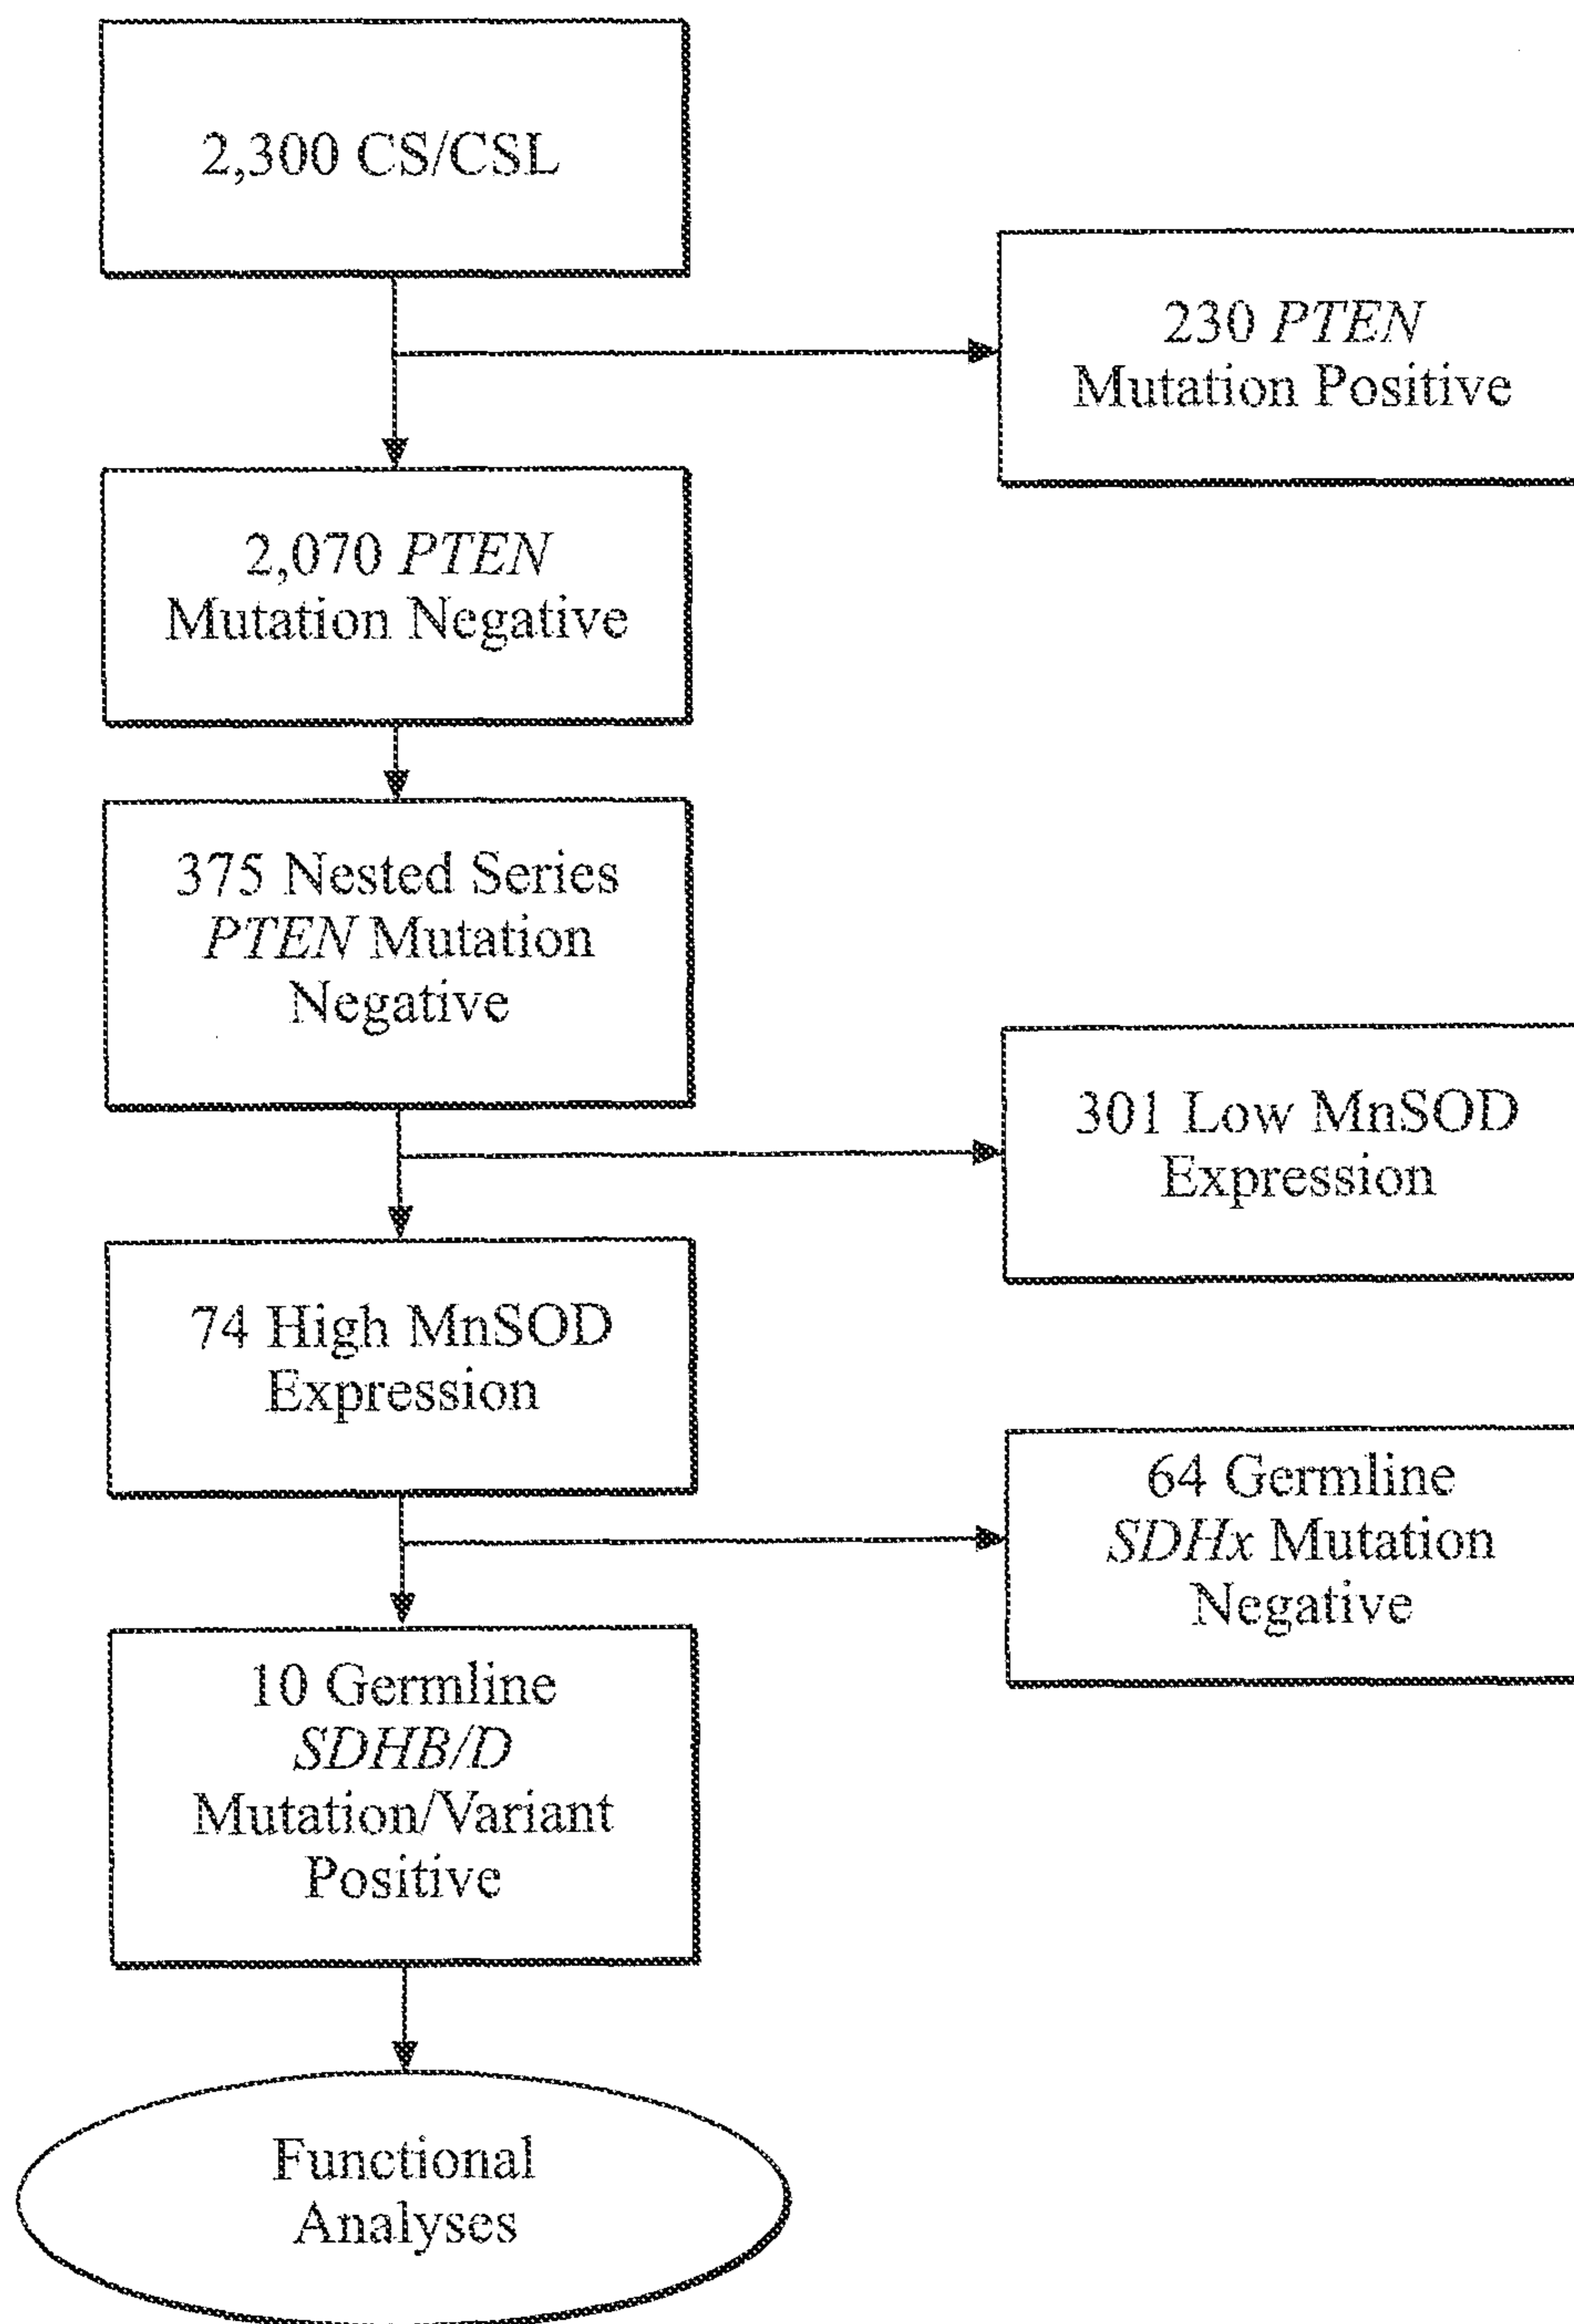 2,300 CS/CSL
230 PTEN
Mutation Positive
2,070 PTEN
Mutation Negative
375 Nested Series
PTEN Mutation
Negative
301 Low MnSOD
Expression
74 High MnSOD
Expression
64 Germline
SDHx Mutation
Negative
10 Germline
SDHB/D
Mutation/Variant
Positive
Functional
Analyses